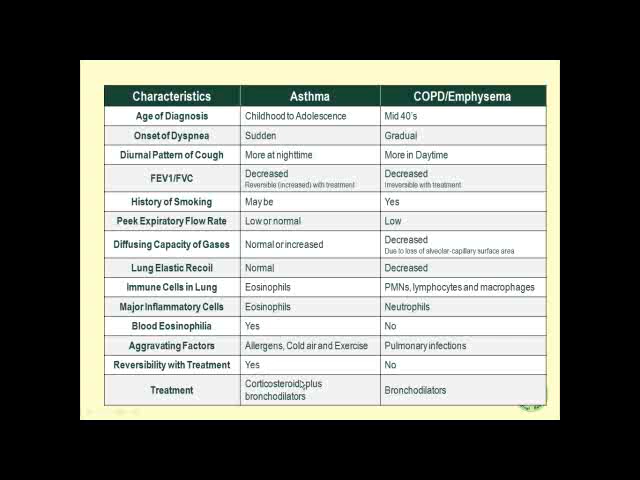 Characteristics Asthma COPD/Emphysema
Age of Diagnosis Childhood to Adolescence Mid 40's
Onset of Dyspnea Sudden Gradual
Diurnal Pattern of Cough More at nighttime More in Daytime
FEV1/FVC Decreased Decreased
Reversible (increased) with treatment Irreversible with treatment
History of Smoking May be Yes
Peek Expiratory Flow Rate Low or normal Low
Diffusing Capacity of Gases Normal or increased Decreased
Due to loss of alveolar-capillary surface area
Lung Elastic Recoil Normal Decreased
Immune Cells in Lung Eosinophils PMNs, lymphocytes and macrophages
Major Inflammatory Cells Eosinophils Neutrophils
Blood Eosinophilia Yes No
Aggravating Factors Allergens, Cold air and Exercise Pulmonary infections
Reversibility with Treatment Yes No
Treatment Corticosteroid plus Bronchodilators
bronchodilators